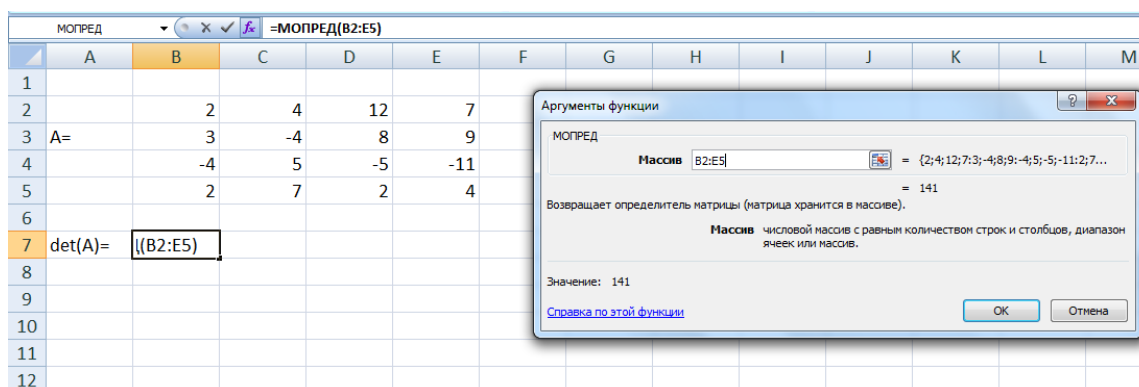 МОПРЕД fx =МОПРЕД(B2:E5)
A B C D E F G H I J K L M
1
2 2 4 12 7
3 A= 3 -4 8 9
4 -4 5 -5 -11
5 2 7 2 4
6
7 det(A)= (B2:E5)
8
9
10
11
12
Аргументы функции
МОПРЕД
Массив B2:E5 = {2;4;12;7:3;-4;8;9:-4;5;-5;-11:2;7...
= 141
Возвращает определитель матрицы (матрица хранится в массиве).
Массив числовой массив с равным количеством строк и столбцов, диапазон
ячеек или массив.
Значение: 141
Справка по этой функции
ОК Отмена